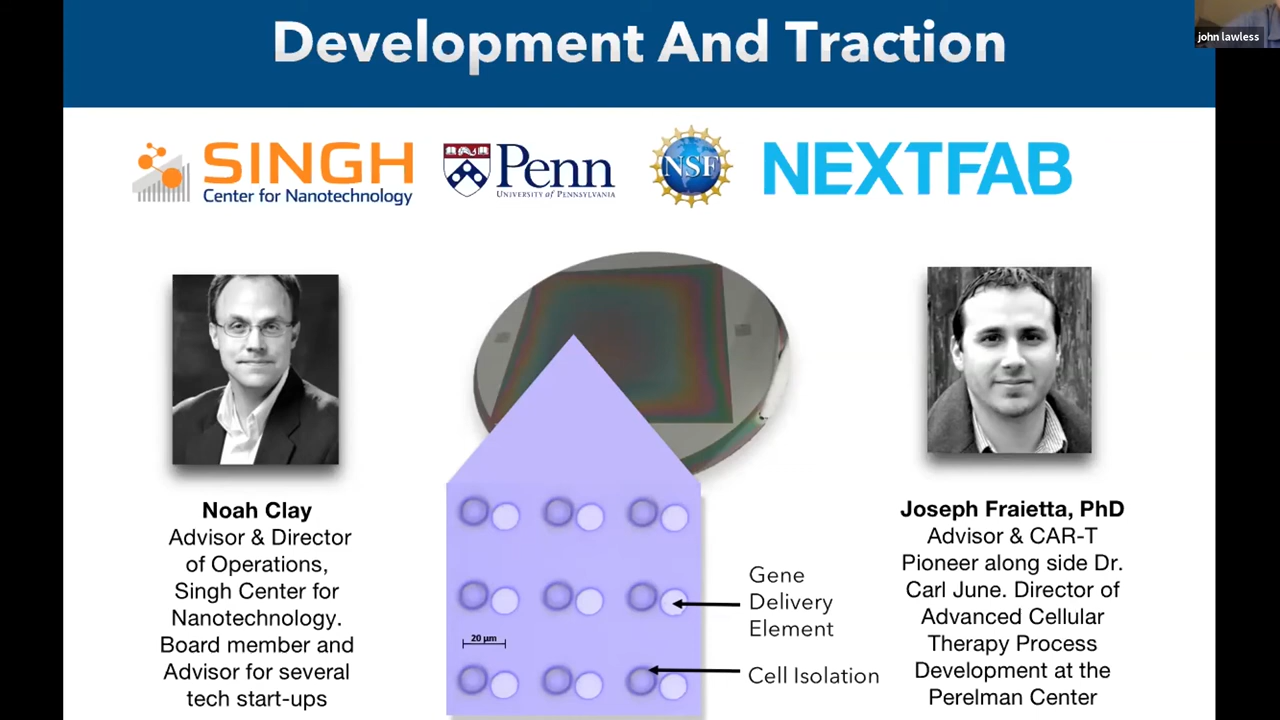 Development And Traction
john lawless
SINGH
Center for Nanotechnology
Penn
UNIVERSITY of PENNSYLVANIA
NSF
NEXTFAB
Noah Clay
Advisor & Director
of Operations,
Singh Center for
Nanotechnology.
Board member and
Advisor for several
tech start-ups
Gene
Delivery
Element
20 µm
Cell Isolation
Joseph Fraietta, PhD
Advisor & CAR-T
Pioneer along side Dr.
Carl June. Director of
Advanced Cellular
Therapy Process
Development at the
Perelman Center